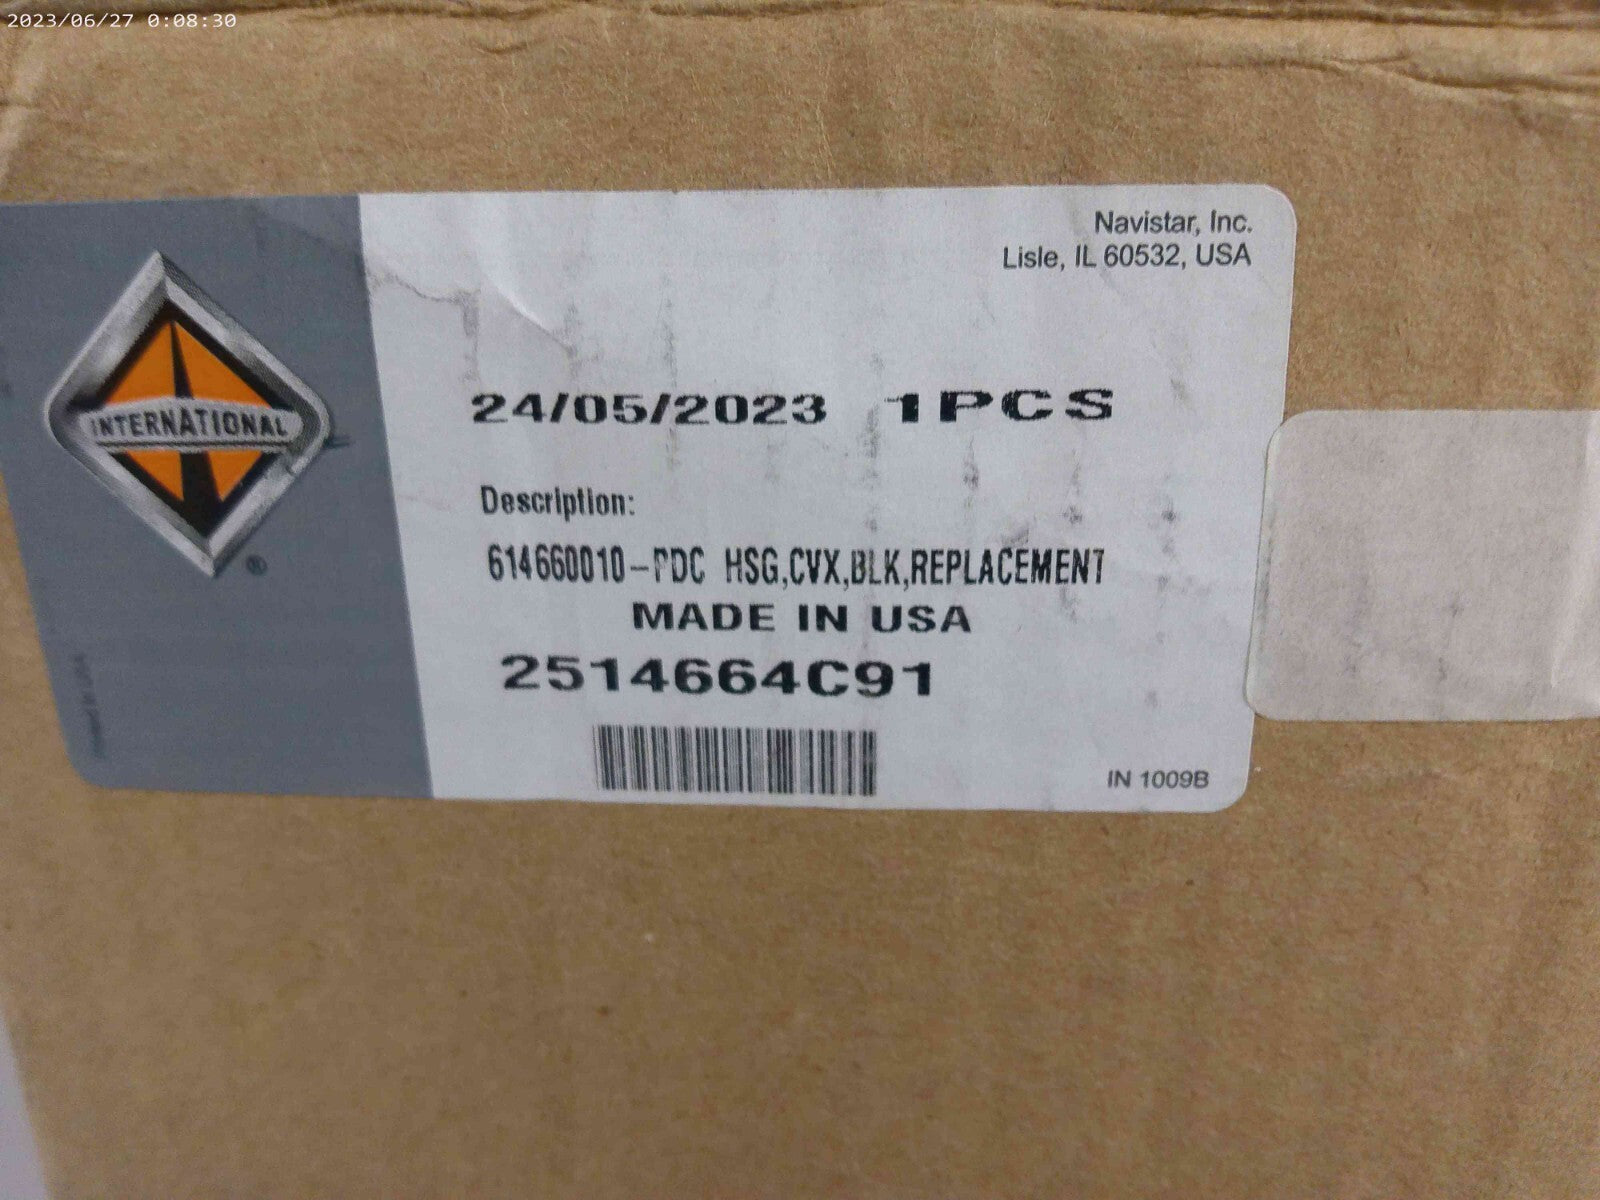 2023/06/27 0:08:30
Navistar, Inc.
Lisle, IL 60532, USA
INTERNATIONAL
®
24/05/2023 1PCS
Description:
614660010-PDC HSG,CVX,BLK,REPLACEMENT
MADE IN USA
2514664C91
IN 1009B